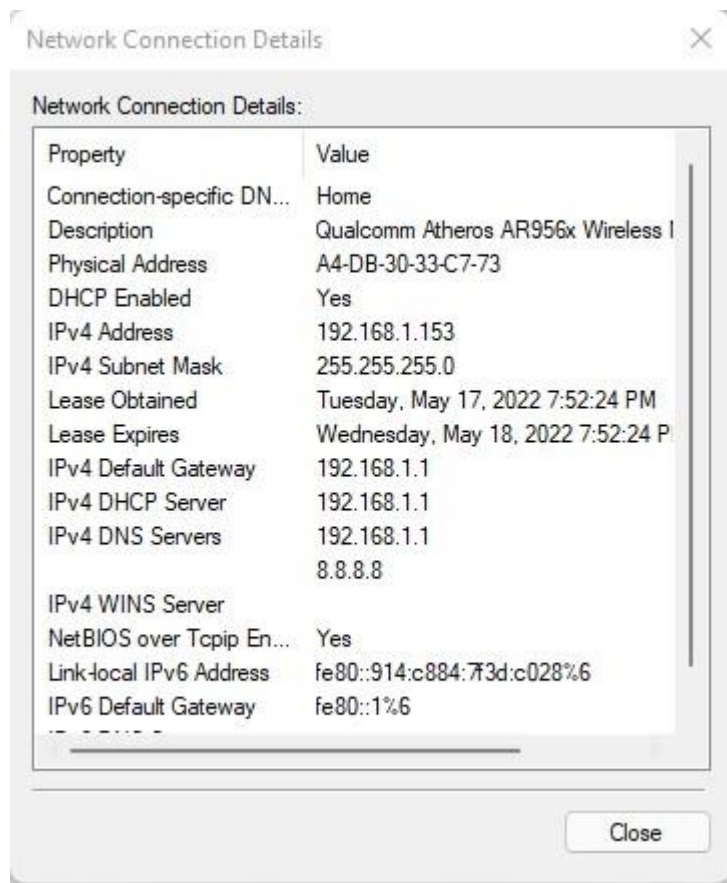 Network Connection Details
Network Connection Details:
Property Value
Connection-specific DN... Home
Description Qualcomm Atheros AR956x Wireless
Physical Address A4-DB-30-33-C7-73
DHCP Enabled Yes
IPv4 Address 192.168.1.153
IPv4 Subnet Mask 255.255.255.0
Lease Obtained Tuesday, May 17, 2022 7:52:24 PM
Lease Expires Wednesday, May 18, 2022 7:52:24 P
IPv4 Default Gateway 192.168.1.1
IPv4 DHCP Server 192.168.1.1
IPv4 DNS Servers 192.168.1.1
8.8.8.8
IPv4 WINS Server
NetBIOS over Tcpip En... Yes
Link-local IPv6 Address fe80::914:c884:7f3d:c028%6
IPv6 Default Gateway fe80::1%6
Close